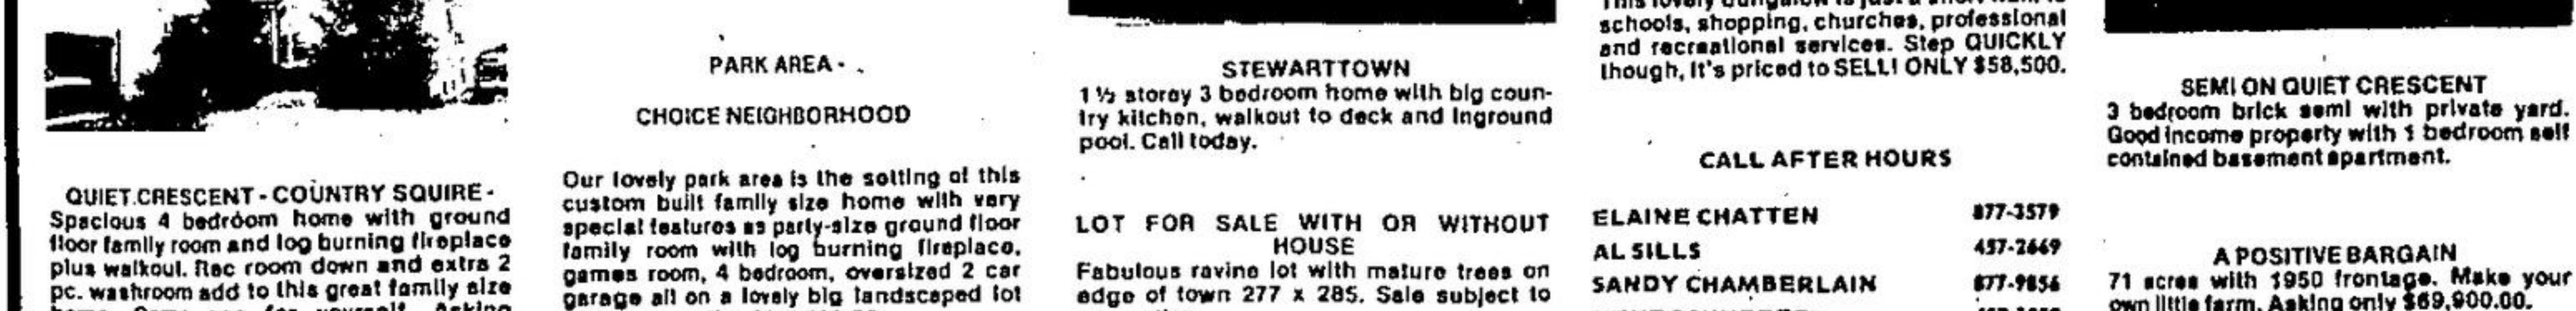 QUIET CRESCENT - COUNTRY SQUIRE -
Spacious 4 bedroom home with ground
floor family room and log burning fireplace
plus walkout. Rec room down and extra 2
pc. washroom add to this great family size
PARK AREA -
CHOICE NEIGHBORHOOD
Our lovely park area is the setting of this
custom built family size home with very
special features as party-size ground floor
family room with log burning fireplace,
games room, 4 bedroom, oversized 2 car
garage all on a lovely big landscaped lot
STEWARTTOWN
1 ½ storey 3 bedroom home with big coun-
try kitchen, walkout to deck and inground
pool. Call today.
LOT FOR SALE WITH OR WITHOUT
HOUSE
Fabulous ravine lot with mature trees on
edge of town 277 x 285. Sale subject to
schools, shopping, churches, professional
and recreational services. Step QUICKLY
though, it's priced to SELL! ONLY $58,500.
CALL AFTER HOURS
ELAINE CHATTEN 877-3579
AL SILLS 457-2669
SANDY CHAMBERLAIN 877-9856
SEMI ON QUIET CRESCENT
3 bedroom brick semi with private yard.
Good income property with 1 bedroom self
contained basement apartment.
A POSITIVE BARGAIN
71 acres with 1950 frontage. Make your
own little farm. Asking only $69,900.00.